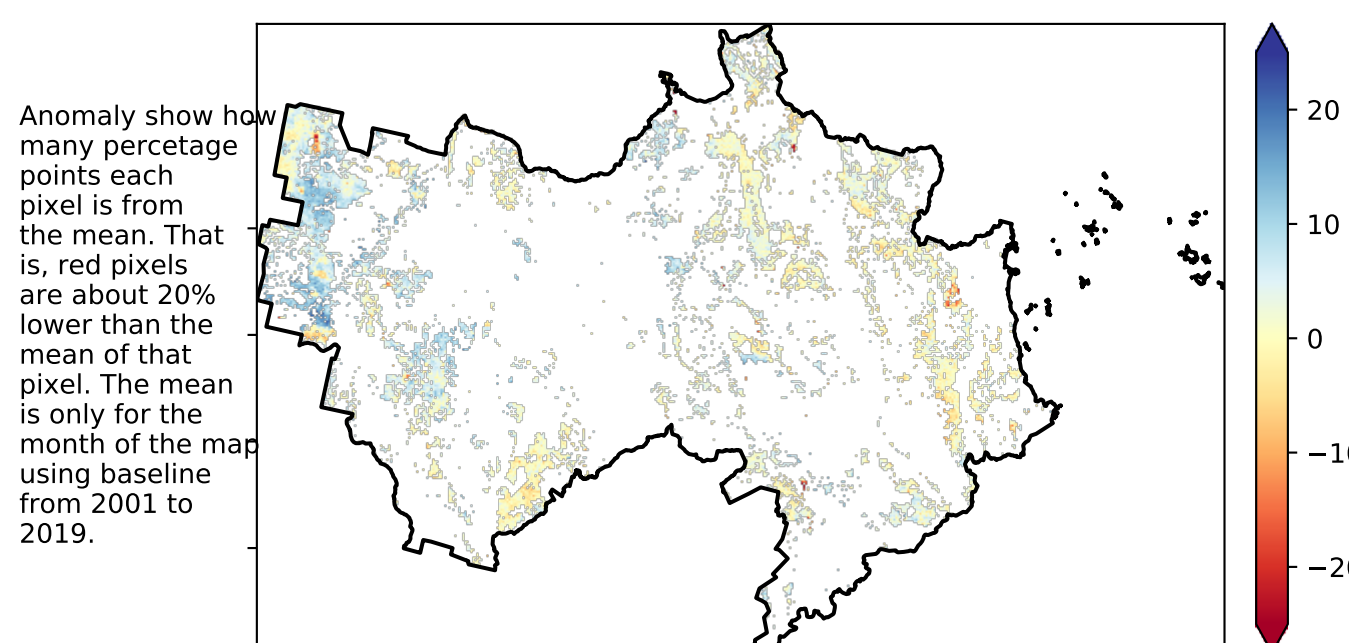 Anomaly show how
many percetage
points each
pixel is from
the mean. That
is, red pixels
are about 20%
lower than the
mean of that
pixel. The mean
is only for the
month of the map
using baseline
from 2001 to
2019.
20
10
0
−10
−20